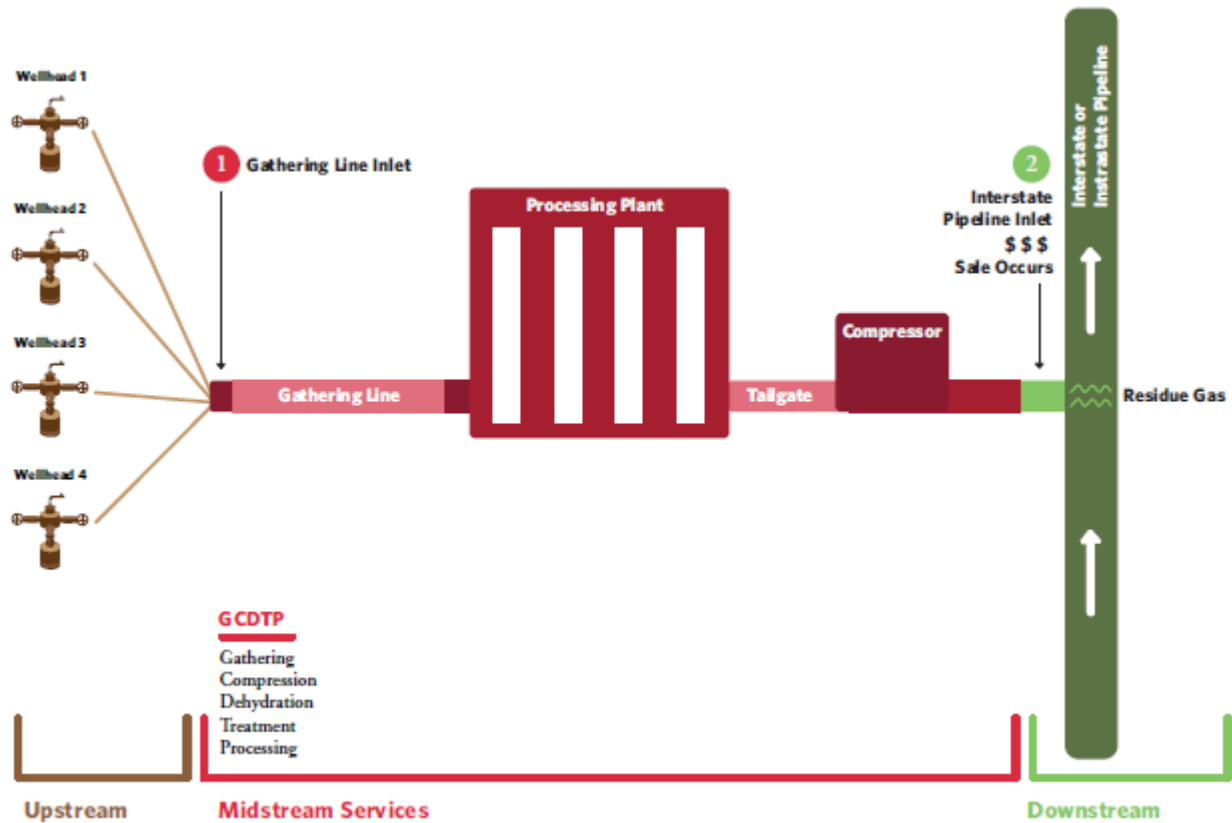 Wellhead 1
Wellhead 2
Wellhead 3
Wellhead 4
1
Gathering Line Inlet
Gathering Line
Processing Plant
Tailgate
Compressor
2
Interstate
Pipeline Inlet
$ $ $
Sale Occurs
Interstate or
Instrastate Pipeline
Residue Gas
GCDTP
Gathering
Compression
Dehydration
Treatment
Processing
Upstream
Midstream Services
Downstream